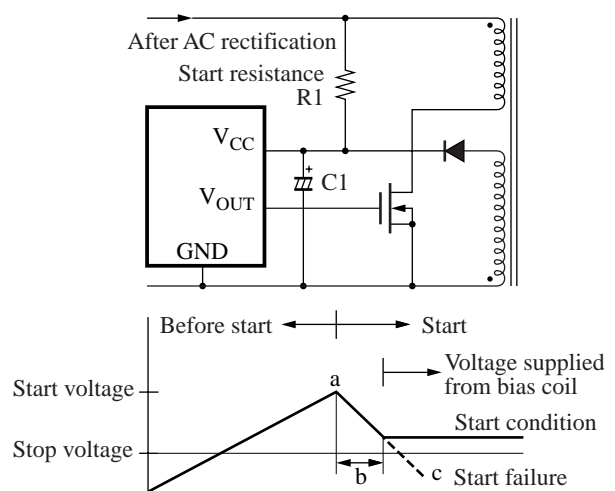 After AC rectification
Start resistance
R1
VCC
+
C1
VOUT
GND
Before start
Start
Voltage supplied
from bias coil
Start voltage
a
Start condition
Stop voltage
b
c
Start failure